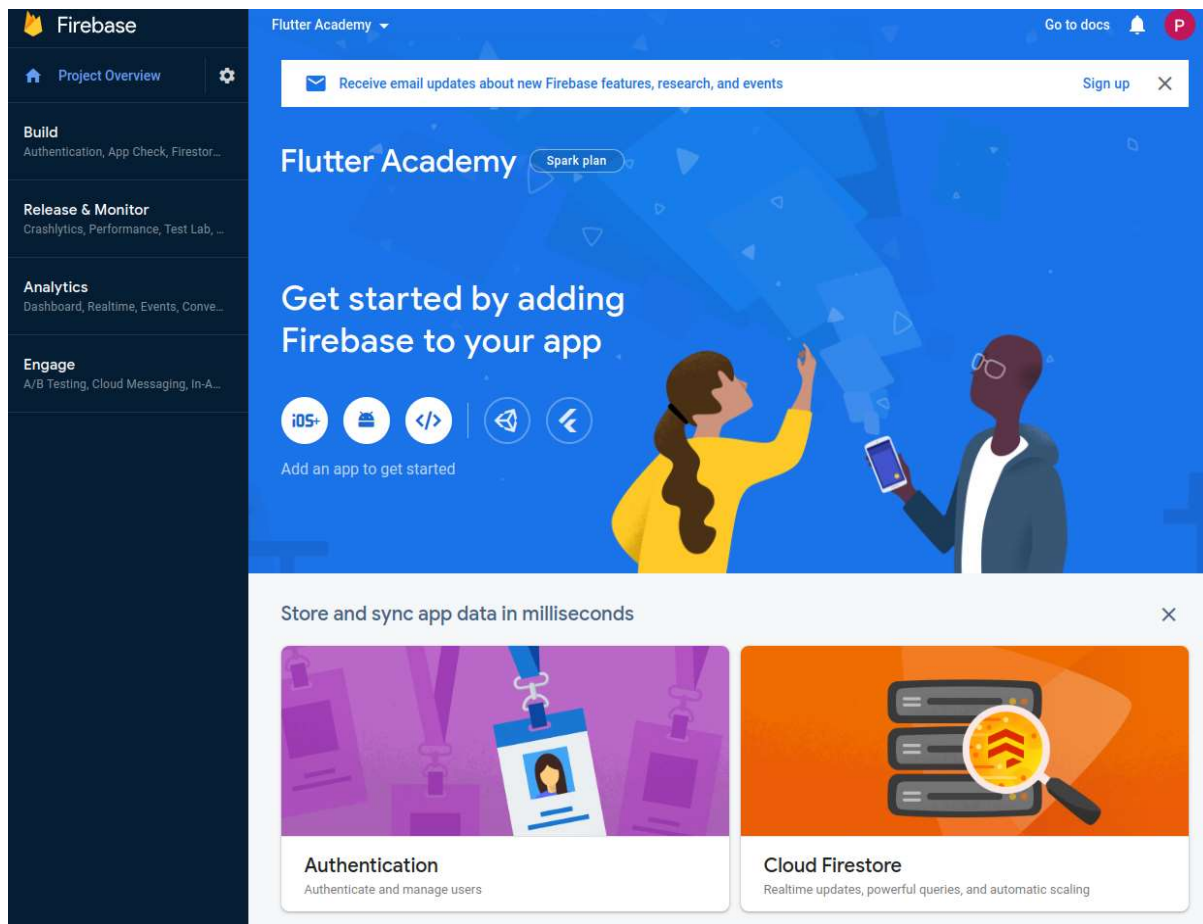 Firebase
Flutter Academy
Go to docs
P
Project Overview
Receive email updates about new Firebase features, research, and events
Sign up
Build
Authentication, App Check, Firestor...
Flutter Academy
Spark plan
Release & Monitor
Crashlytics, Performance, Test Lab, ...
Analytics
Dashboard, Realtime, Events, Conve...
Get started by adding
Firebase to your app
Engage
A/B Testing, Cloud Messaging, In-A...
iOS+
</>
Add an app to get started
Store and sync app data in milliseconds
Authentication
Authenticate and manage users
Cloud Firestore
Realtime updates, powerful queries, and automatic scaling